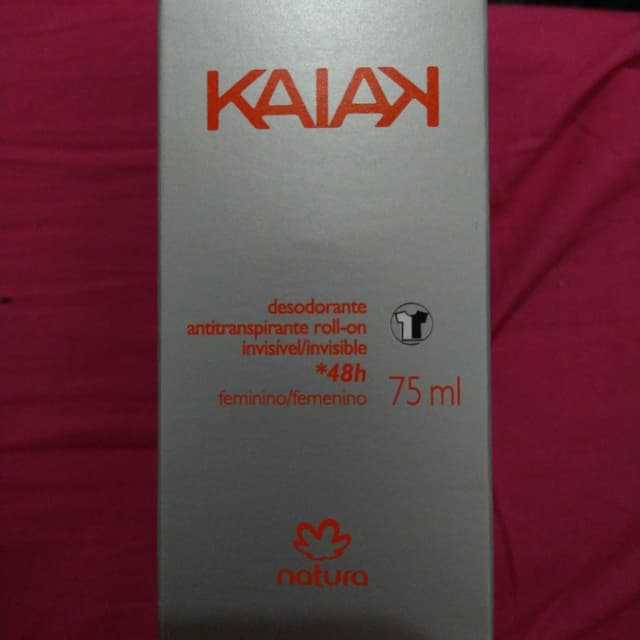 KAIAK
desodorante
antitranspirante roll-on
invisível/invisible
*48h
feminino/femenino
75 ml
natura